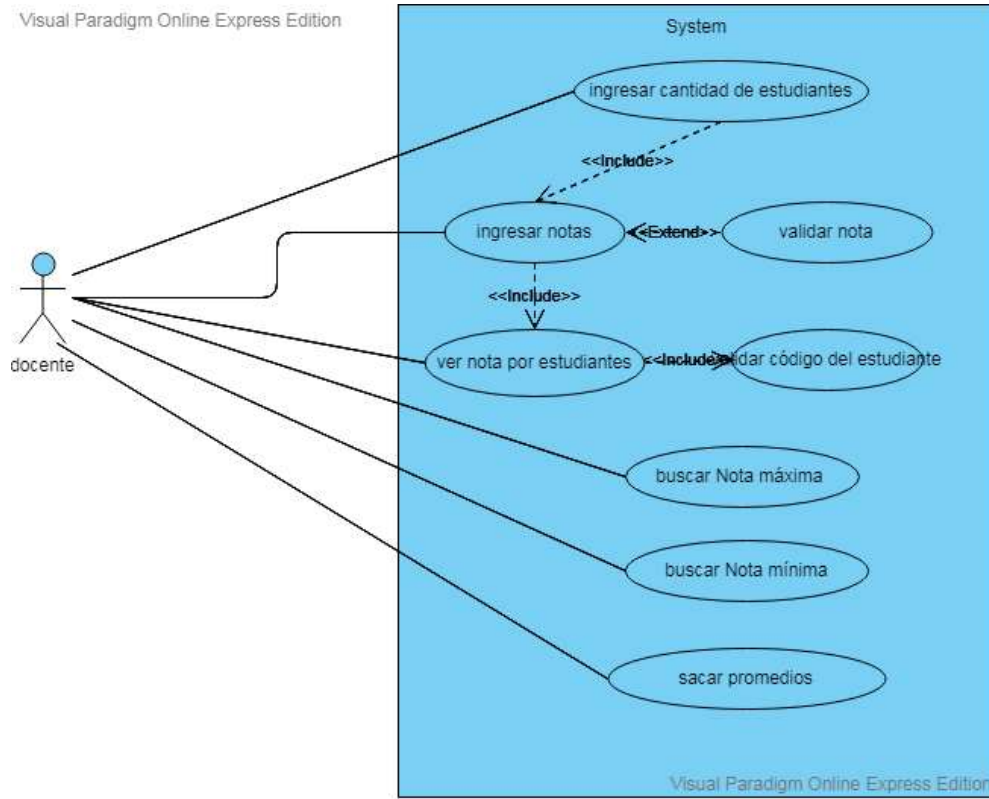 Visual Paradigm Online Express Edition
System
ingresar cantidad de estudiantes
<<Include>>
ingresar notas
<<Extend>>
validar nota
<<Include>>
docente
ver nota por estudiantes
<<Include>>
código del estudiante
buscar Nota máxima
buscar Nota mínima
sacar promedios
Visual Paradigm Online Express Edition